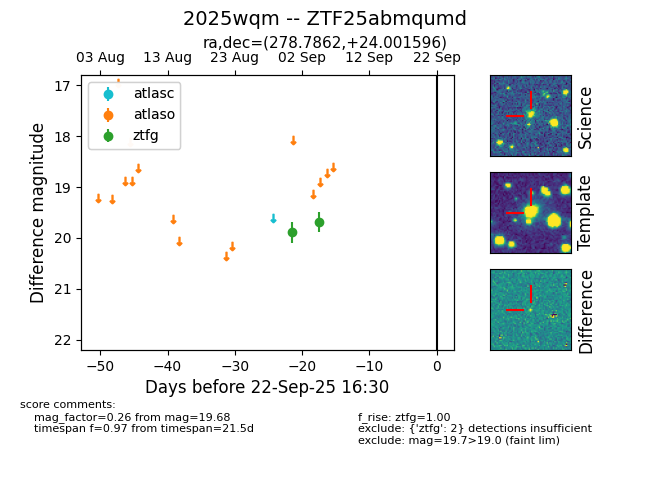 2025wqm -- ZTF25abmqumd
ra,dec=(278.7862,+24.001596)
03 Aug 13 Aug 23 Aug 02 Sep 12 Sep 22 Sep
atlasc
atlaso
ztfg
17
18
19
20
21
22
Difference magnitude
−50 −40 −30 −20 −10 0
Days before 22-Sep-25 16:30
Science
Template
Difference
score comments:
mag_factor=0.26 from mag=19.68
timespan f=0.97 from timespan=21.5d
f_rise: ztfg=1.00
exclude: {'ztfg': 2} detections insufficient
exclude: mag=19.7>19.0 (faint lim)